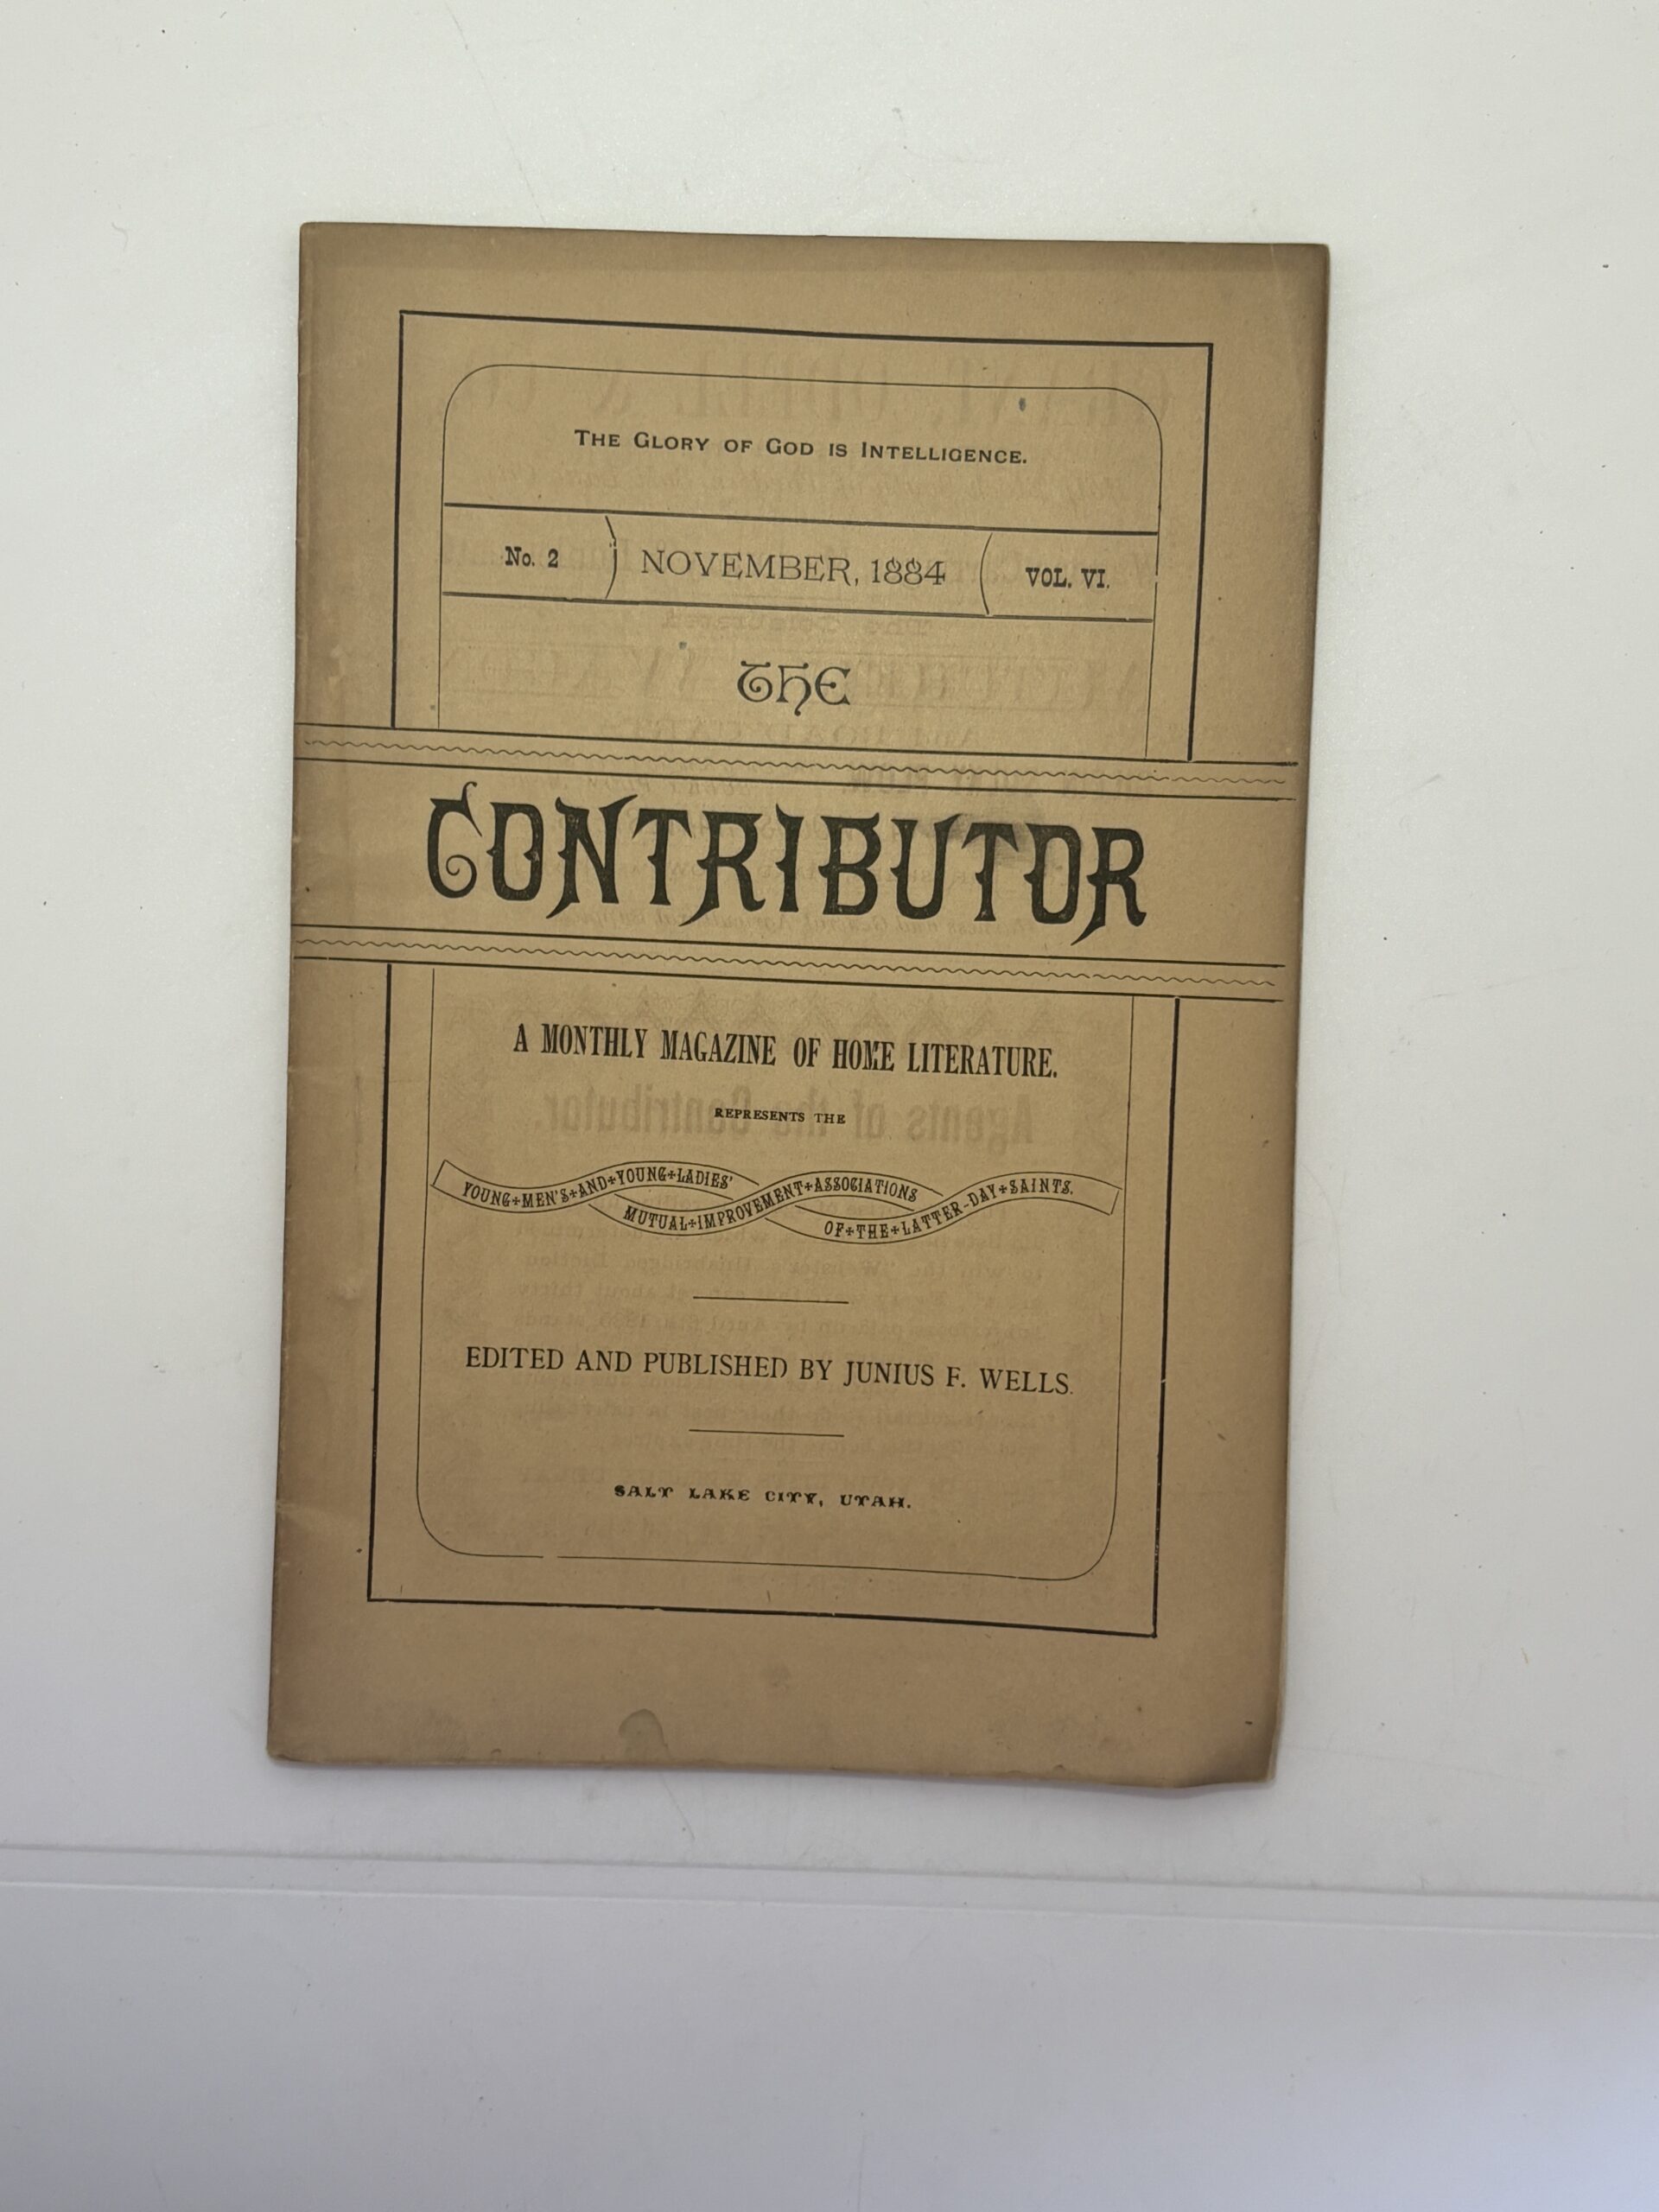 THE GLORY OF GOD IS INTELLIGENCE.
No. 2 NOVEMBER, 1884 VOL. VI.
THE
CONTRIBUTOR
A MONTHLY MAGAZINE OF HOME LITERATURE.
REPRESENTS THE
YOUNG+MEN'S+AND+YOUNG+LADIES'
MUTUAL+IMPROVEMENT+ASSOCIATIONS
OF+THE+LATTER-DAY+SAINTS.
EDITED AND PUBLISHED BY JUNIUS F. WELLS.
SALT LAKE CITY, UTAH.